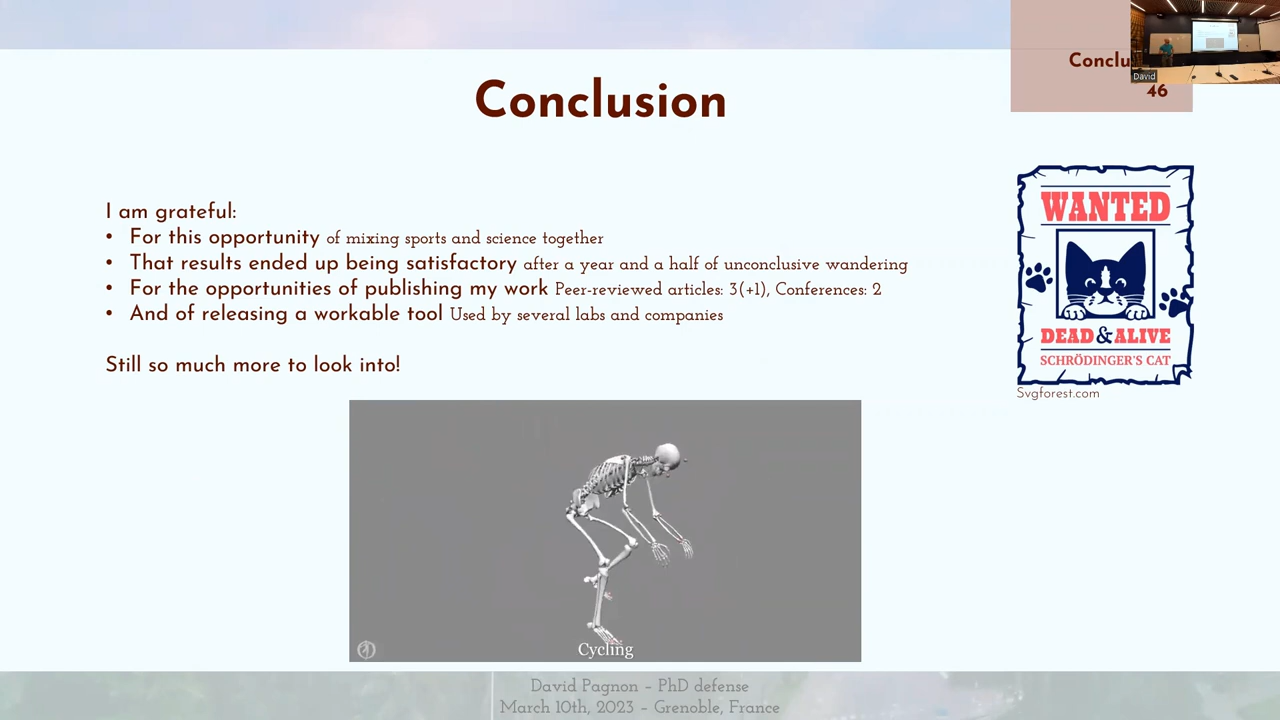 Conclu
David
46
Conclusion
I am grateful:
• For this opportunity of mixing sports and science together
• That results ended up being satisfactory after a year and a half of unconclusive wandering
• For the opportunities of publishing my work Peer-reviewed articles: 3(+1), Conferences: 2
• And of releasing a workable tool Used by several labs and companies
Still so much more to look into!
WANTED
DEAD & ALIVE
SCHRÖDINGER'S CAT
Svgforest.com
Cycling
David Pagnon – PhD defense
March 10th, 2023 – Grenoble, France